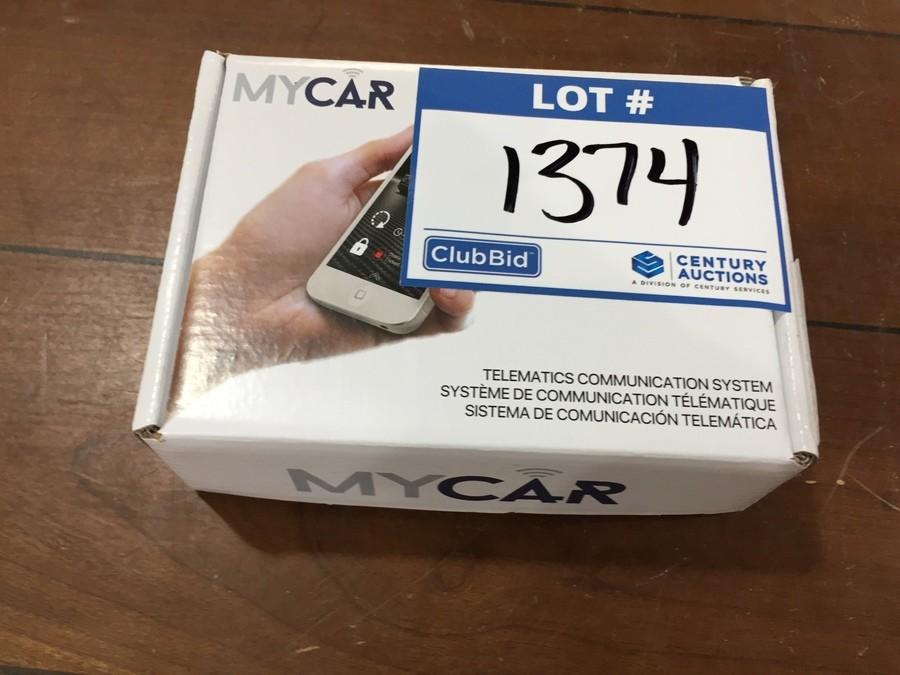 MYCAR
LOT #
1374
ClubBid™
CENTURY
AUCTIONS
A DIVISION OF CENTURY SERVICES
TELEMATICS COMMUNICATION SYSTEM
SYSTÈME DE COMMUNICATION TÉLÉMATIQUE
SISTEMA DE COMUNICACIÓN TELEMÁTICA
MYCAR